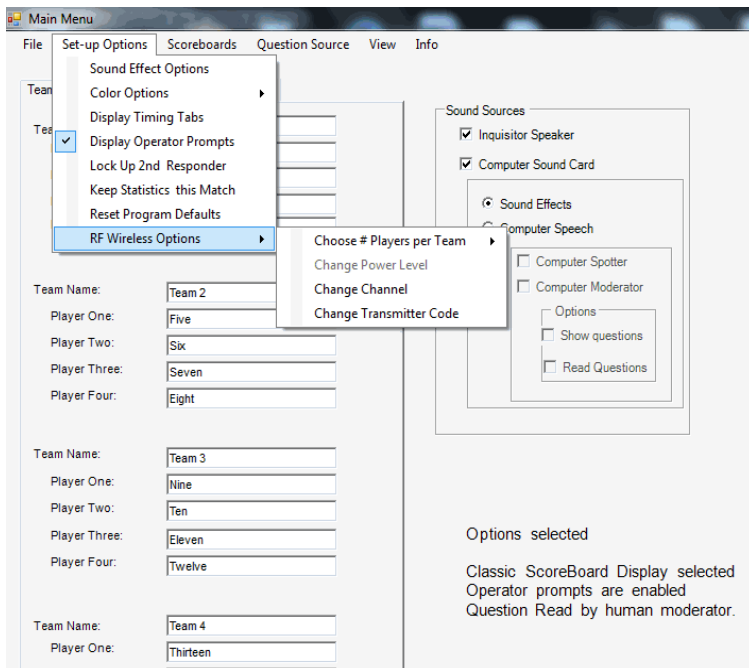 Main Menu
File Set-up Options Scoreboards Question Source View Info
Sound Effect Options
Color Options
Display Timing Tabs
Display Operator Prompts
Lock Up 2nd Responder
Keep Statistics this Match
Reset Program Defaults
RF Wireless Options
Choose # Players per Team
Change Power Level
Change Channel
Change Transmitter Code
Sound Sources
Inquisitor Speaker
Computer Sound Card
Sound Effects
Computer Speech
Computer Spotter
Computer Moderator
Options
Show questions
Read Questions
Team Name: Team 2
Player One: Five
Player Two: Six
Player Three: Seven
Player Four: Eight
Team Name: Team 3
Player One: Nine
Player Two: Ten
Player Three: Eleven
Player Four: Twelve
Team Name: Team 4
Player One: Thirteen
Options selected
Classic ScoreBoard Display selected
Operator prompts are enabled
Question Read by human moderator.